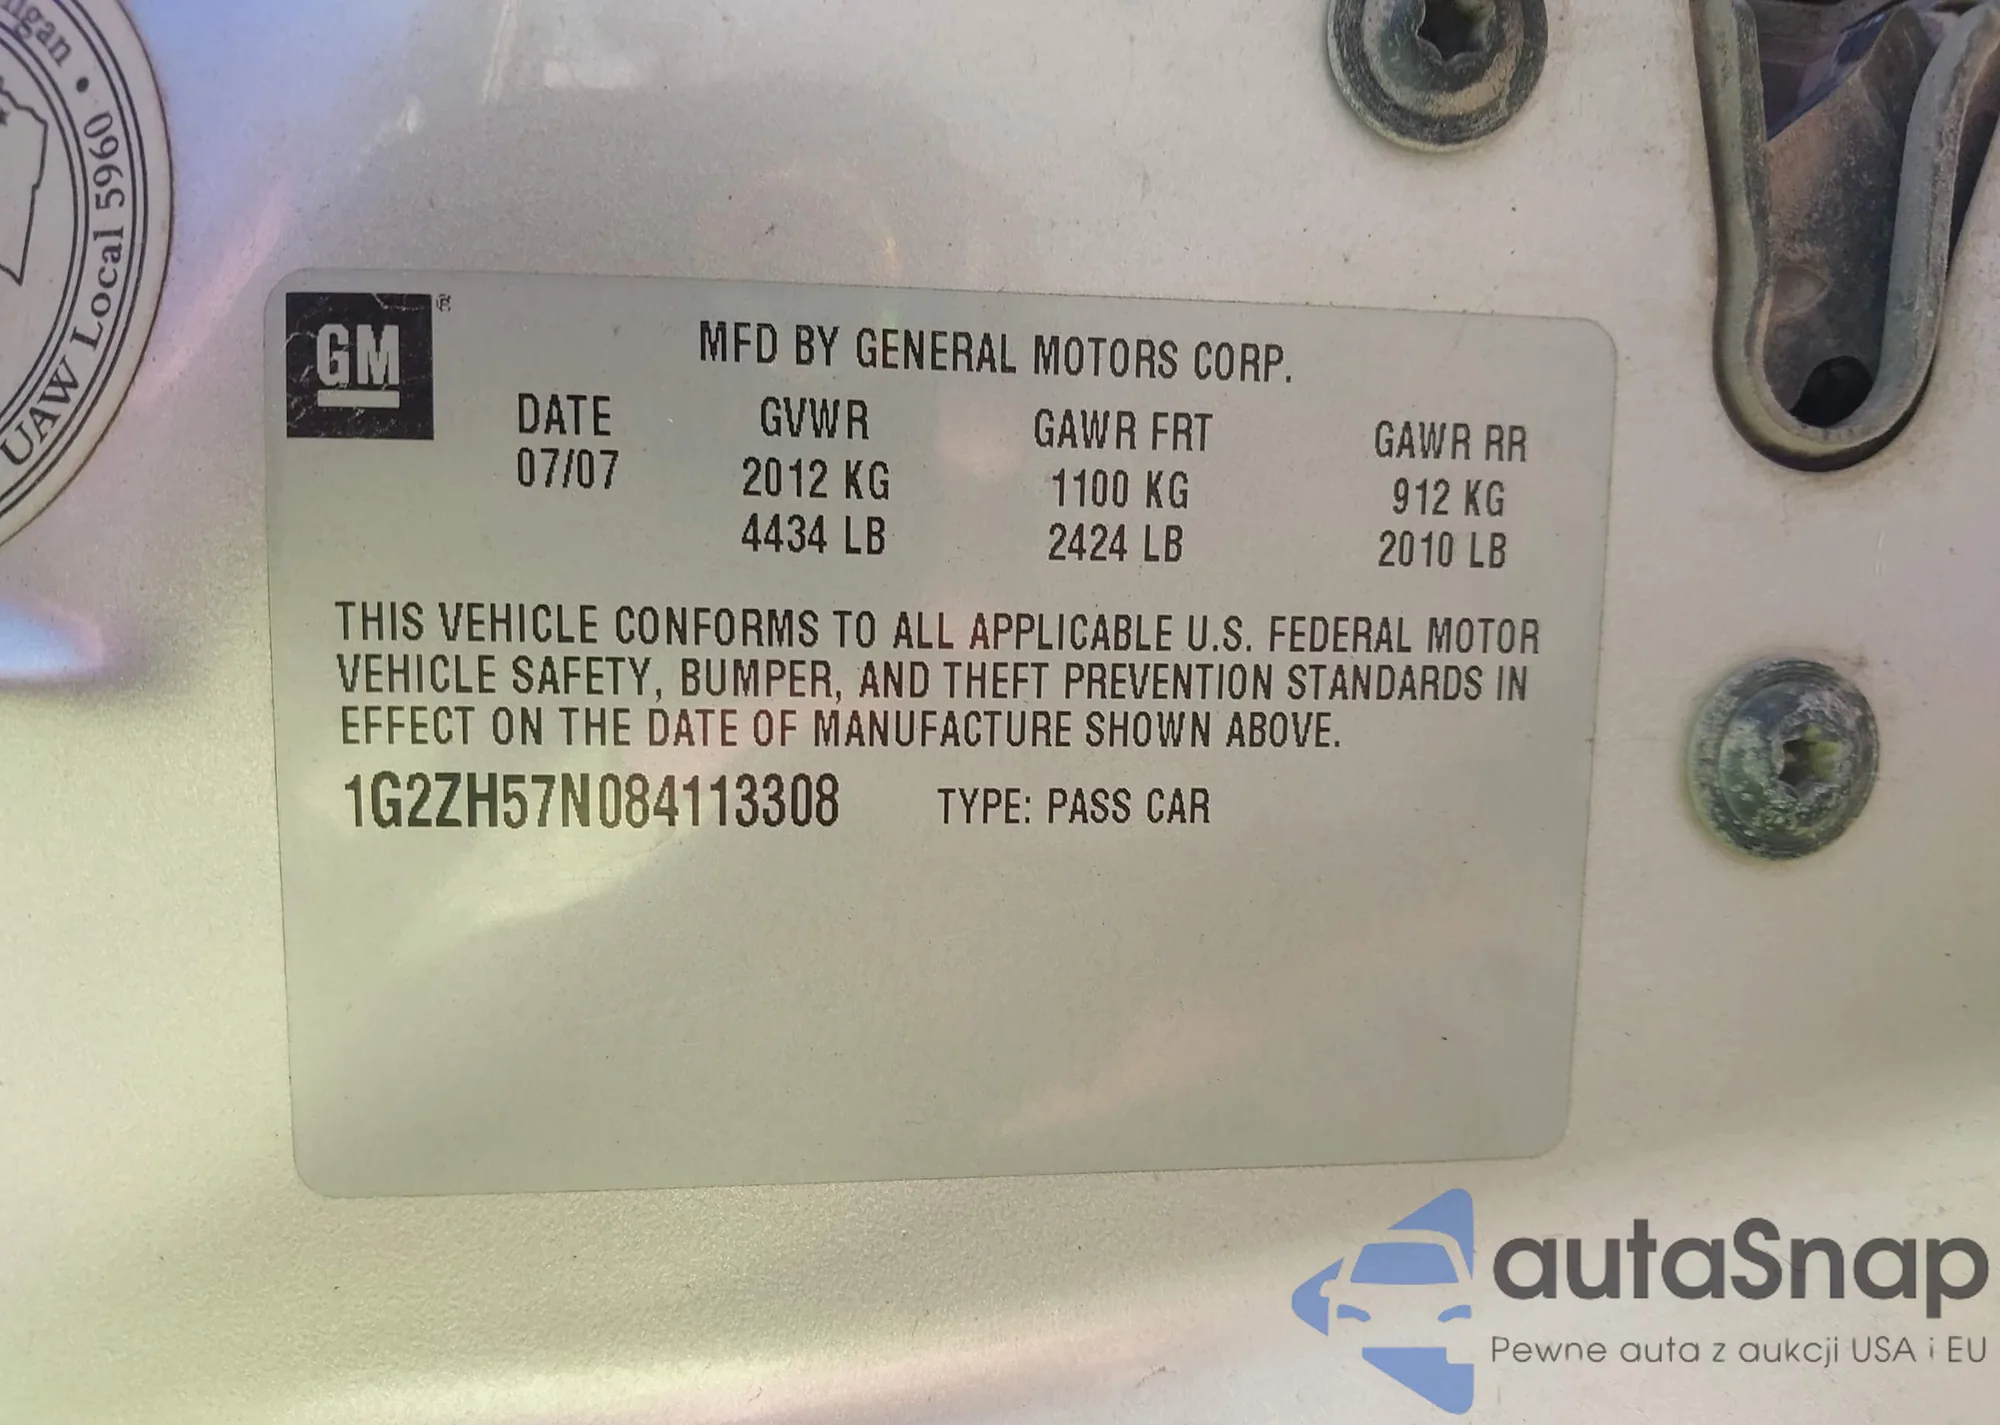 UAW Local 5960
GM ®
MFD BY GENERAL MOTORS CORP.
DATE GVWR GAWR FRT GAWR RR
07/07 2012 KG 1100 KG 912 KG
4434 LB 2424 LB 2010 LB
THIS VEHICLE CONFORMS TO ALL APPLICABLE U.S. FEDERAL MOTOR
VEHICLE SAFETY, BUMPER, AND THEFT PREVENTION STANDARDS IN
EFFECT ON THE DATE OF MANUFACTURE SHOWN ABOVE.
1G2ZH57N084113308 TYPE: PASS CAR
autaSnap
Pewne auta z aukcji USA i EU